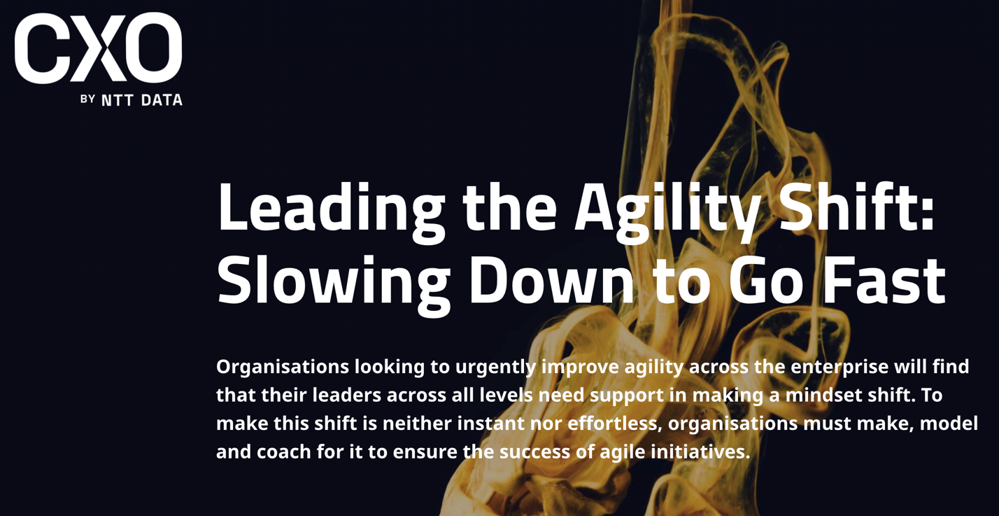 CXO
BY NTT DATA
Leading the Agility Shift:
Slowing Down to Go Fast
Organisations looking to urgently improve agility across the enterprise will find
that their leaders across all levels need support in making a mindset shift. To
make this shift is neither instant nor effortless, organisations must make, model
and coach for it to ensure the success of agile initiatives.